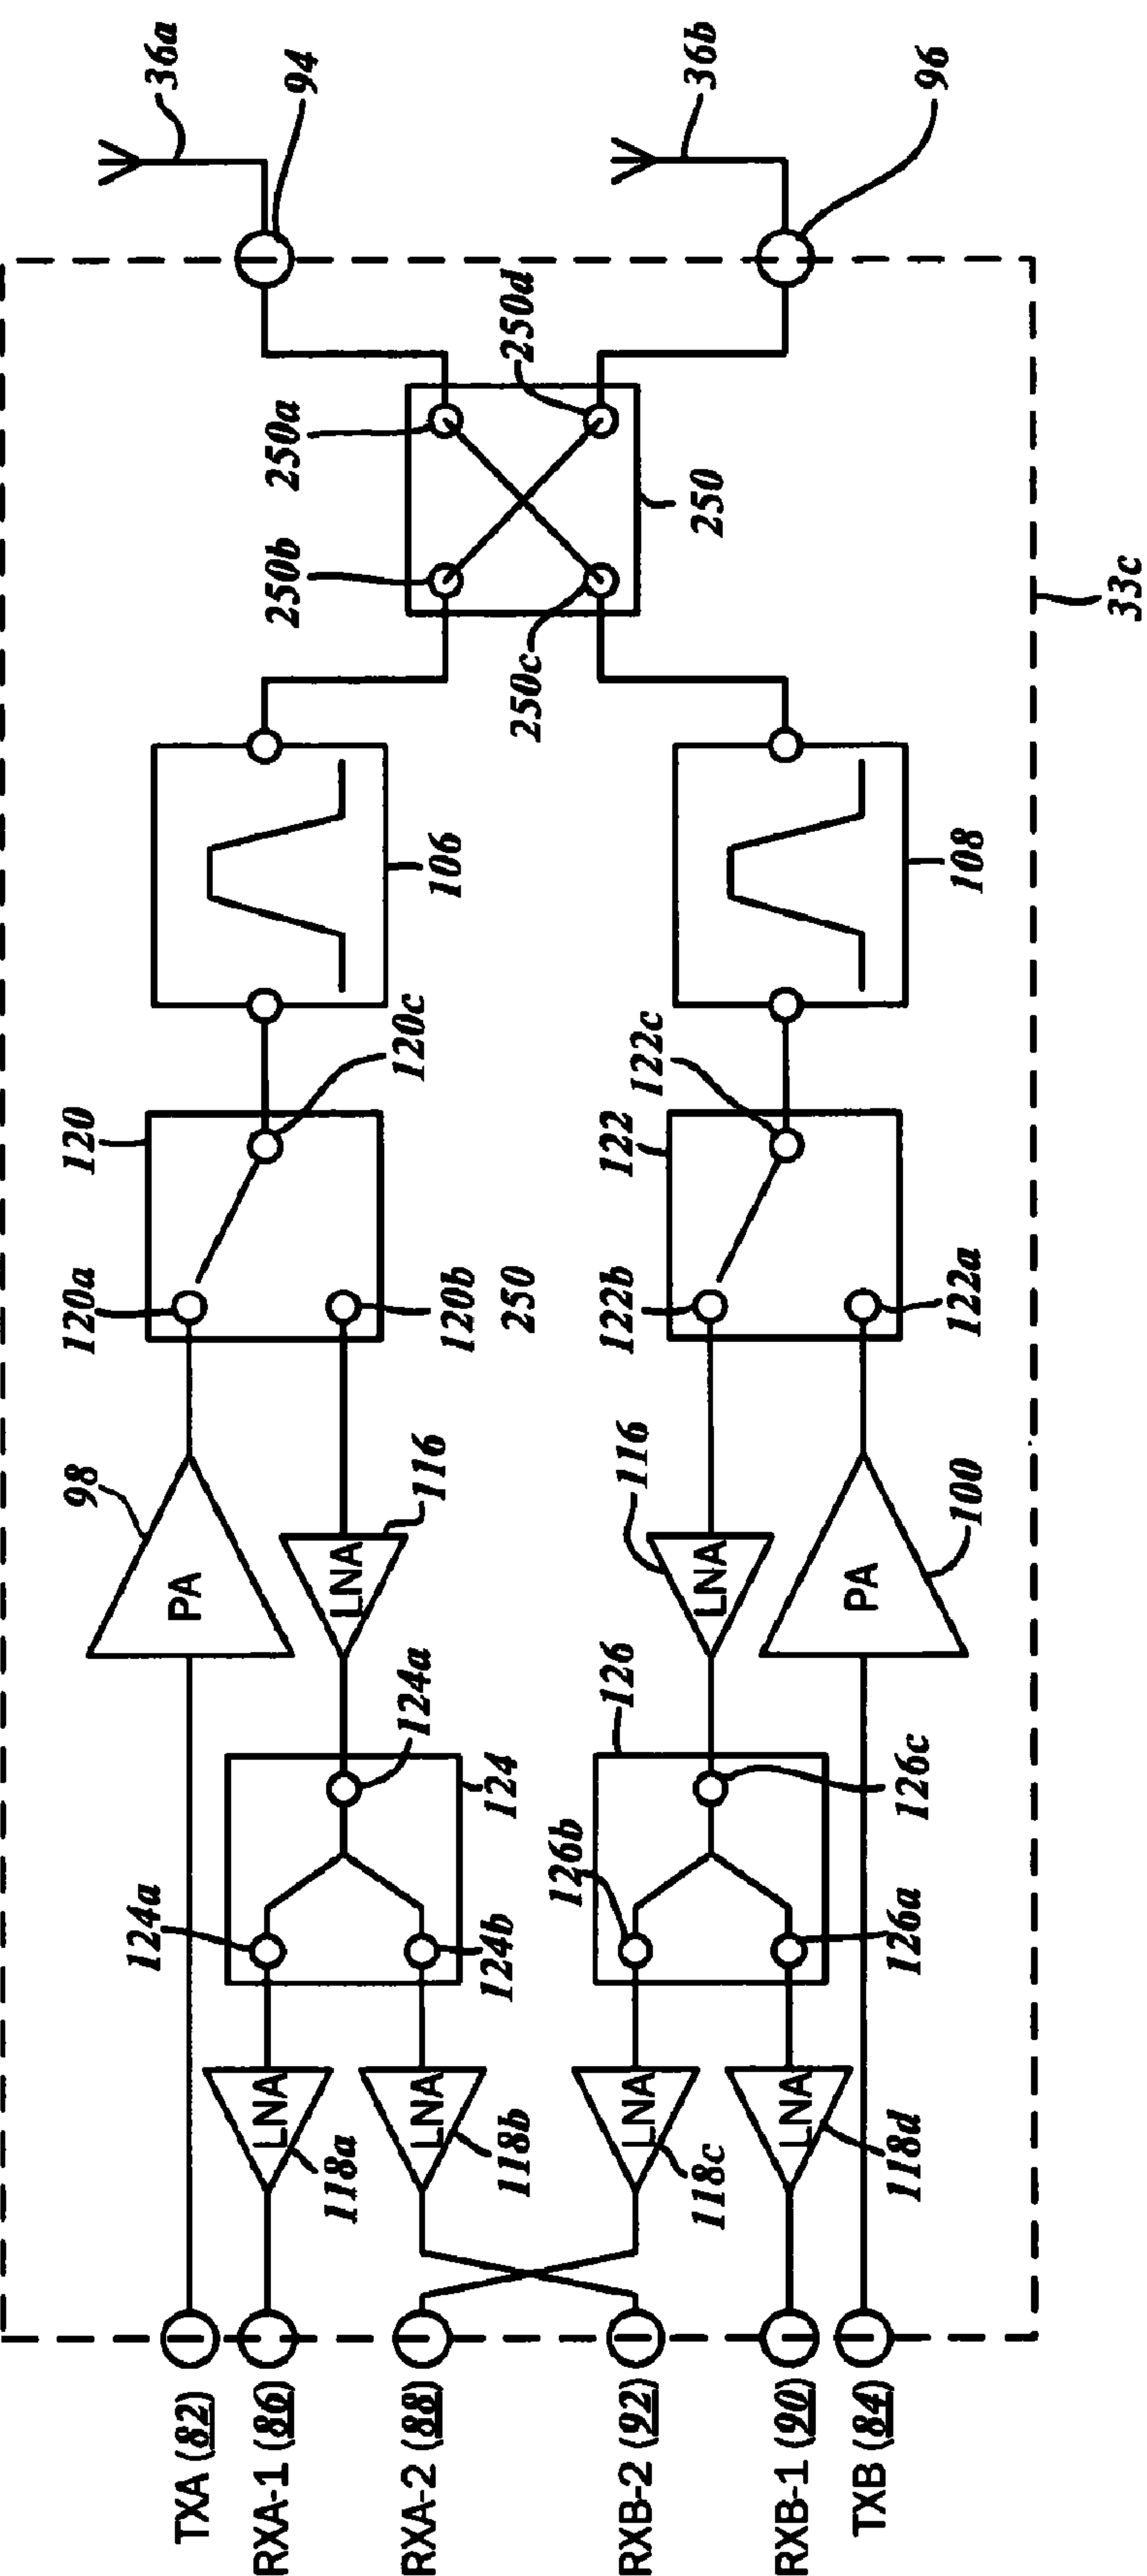 TXA (82)
RXA-1 (86)
RXA-2 (88)
RXB-2 (92)
RXB-1 (90)
TXB (84)
LNA
118a
LNA
118b
LNA
118c
LNA
118d
124a
124b
124a
124
126b
126a
126c
126
PA
98
LNA
116
LNA
116
PA
100
120a
120b
250
120
120c
122b
122a
122
122c
106
108
250b
250c
250a
250d
250
94
36a
96
36b
33c